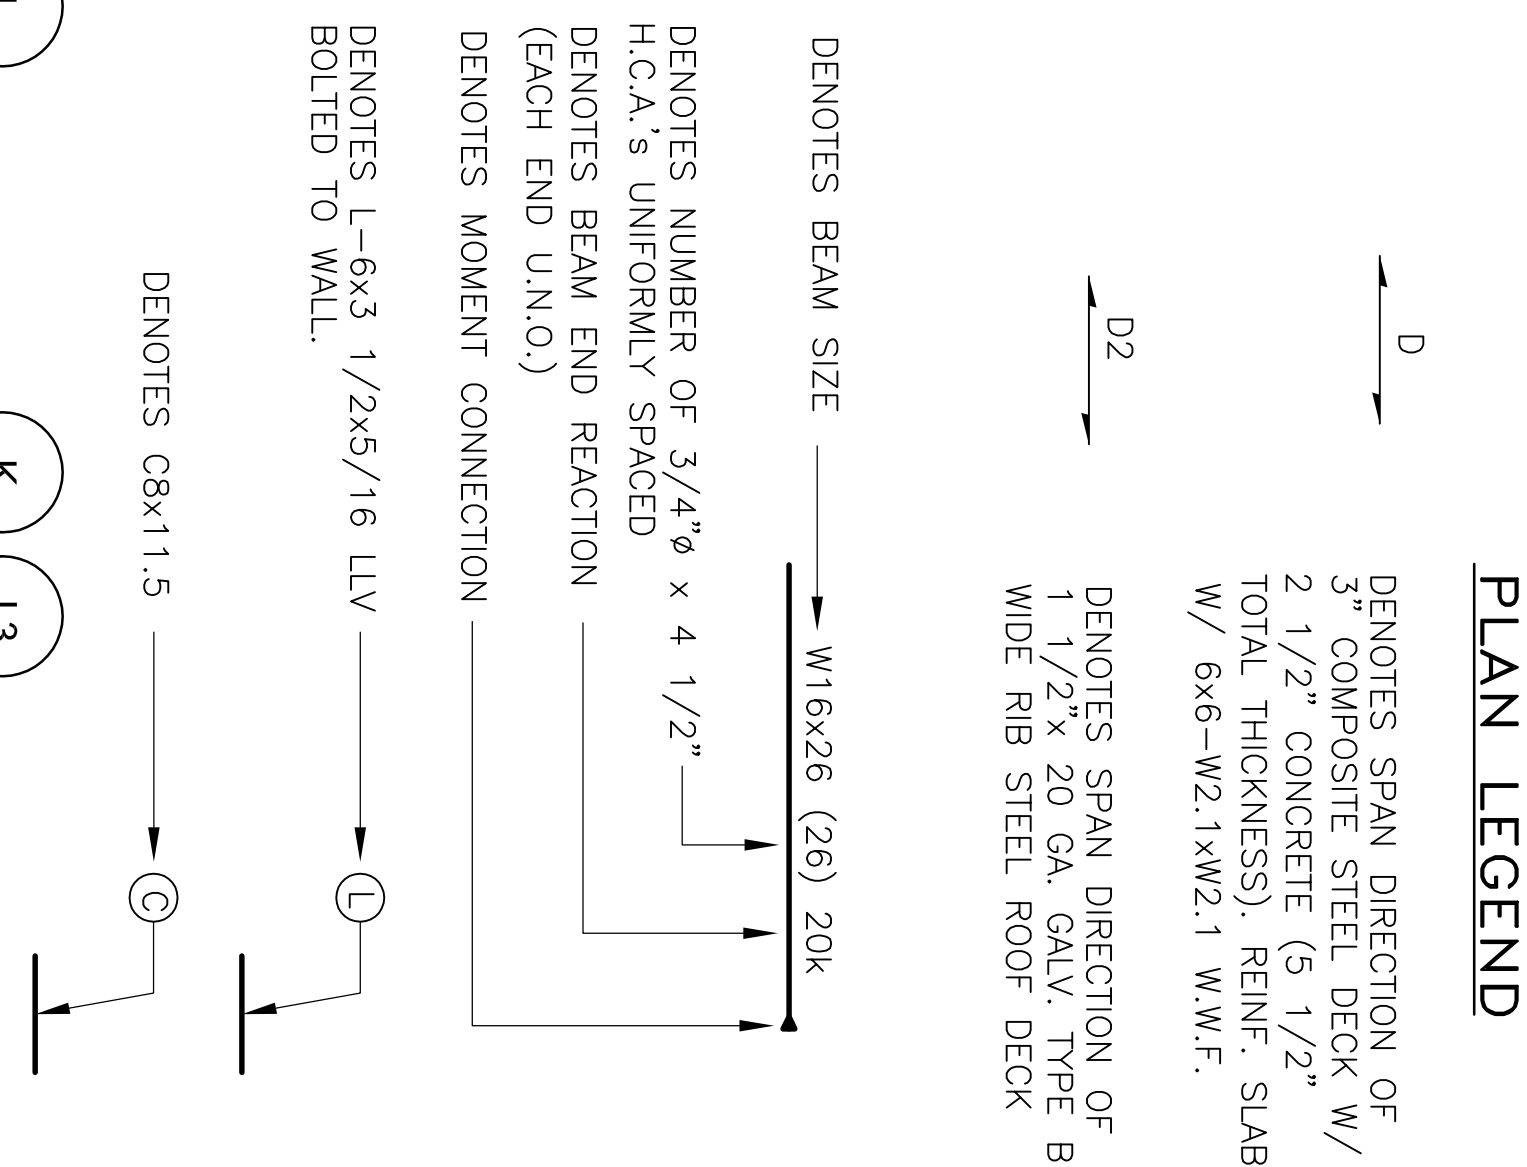 PLAN LEGEND
D
DENOTES SPAN DIRECTION OF
3” COMPOSITE STEEL DECK W/
2 1/2” CONCRETE (5 1/2”
TOTAL THICKNESS). REINF. SLAB
W/ 6x6–W2.1xW2.1 W.W.F.
D2
DENOTES SPAN DIRECTION OF
1 1/2”x 20 GA. GALV. TYPE B
WIDE RIB STEEL ROOF DECK
DENOTES BEAM SIZE
W16x26 (26) 20k
DENOTES NUMBER OF 3/4”ø x 4 1/2”
H.C.A.'s UNIFORMLY SPACED
DENOTES BEAM END REACTION
(EACH END U.N.O.)
DENOTES MOMENT CONNECTION
DENOTES L–6x3 1/2x5/16 LLV
BOLTED TO WALL.
L
DENOTES C8x11.5
C
K